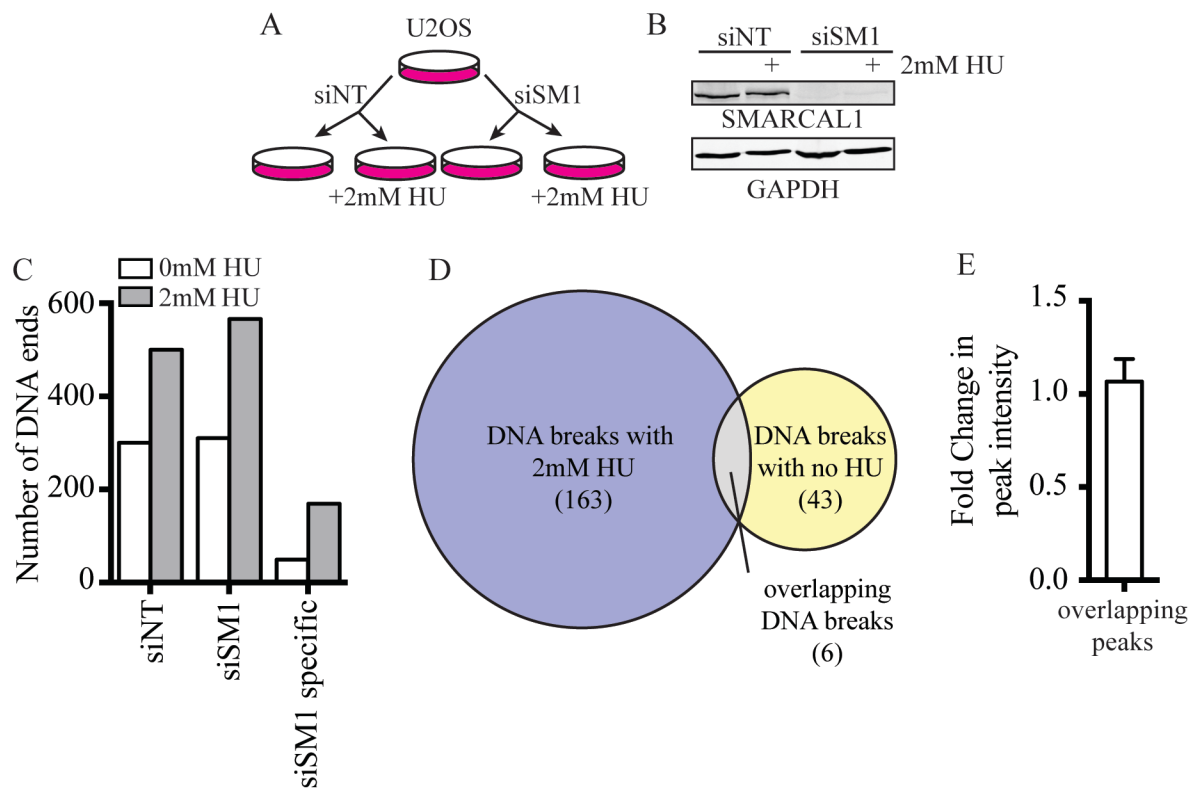 A
U2OS
siNT
siSM1
+2mM HU
+2mM HU
B
siNT
siSM1
+
+
2mM HU
SMARCAL1
GAPDH
C
0mM HU
2mM HU
Number of DNA ends
600
400
200
0
siNT
siSM1
siSM1 specific
D
DNA breaks with
2mM HU
(163)
DNA breaks
with no HU
(43)
overlapping
DNA breaks
(6)
E
Fold Change in
peak intensity
1.5
1.0
0.5
0.0
overlapping
peaks